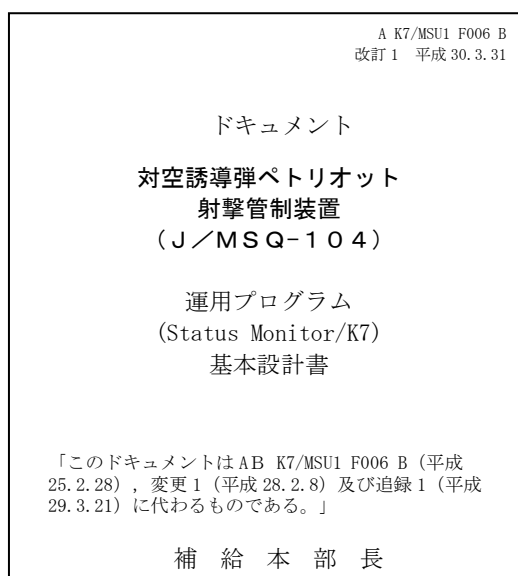 A K7/MSU1 F006 B
改訂1 平成30.3.31
ドキュメント
対空誘導弾ペトリオット
射撃管制装置
(J/MSQ-104)
運用プログラム
(Status Monitor/K7)
基本設計書
「このドキュメントはAB K7/MSU1 F006 B(平成
25.2.28),変更1(平成28.2.8)及び追録1(平成
29.3.21)に代わるものである。」
補 給 本 部 長